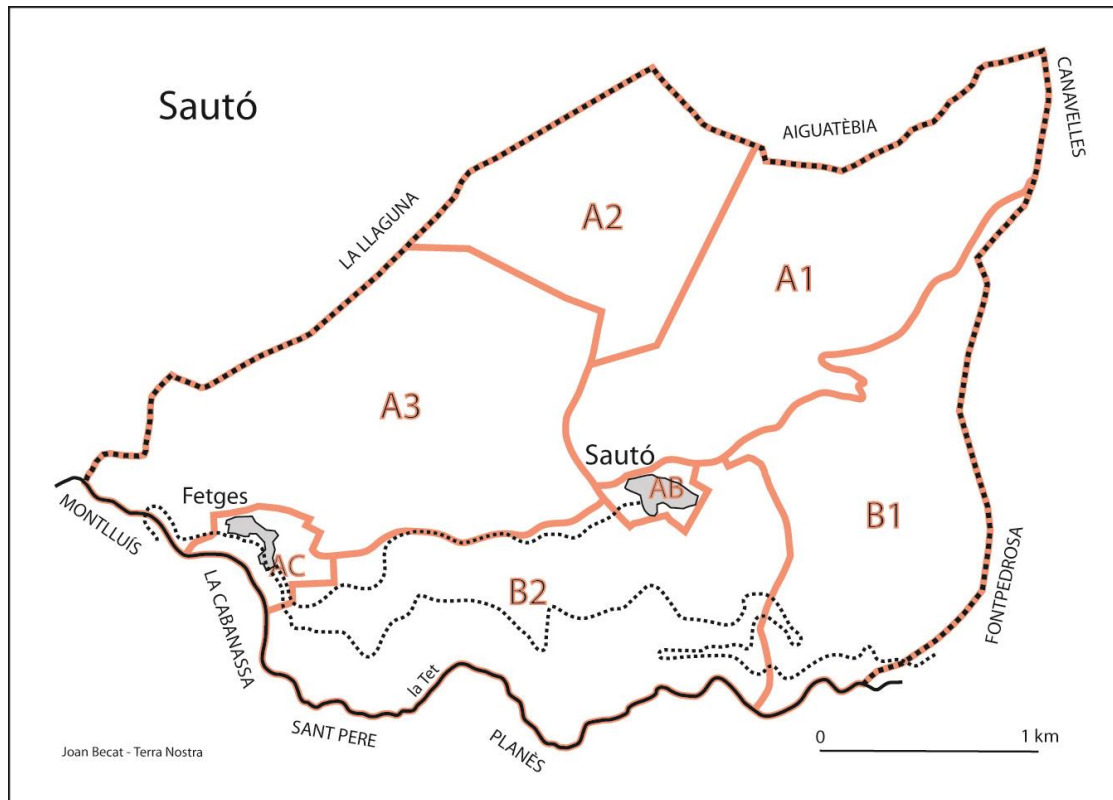 Sautó
CANAVELLES
AIGUATÈBIA
LA LLAGUNA
A2
A1
A3
Sautó
AB
Fetges
MONTLLUÍS
AC
B1
B2
LA CABANASSA
FONTPEDROSA
la Tet
SANT PERE
PLANÈS
Joan Becat - Terra Nostra
0 1 km